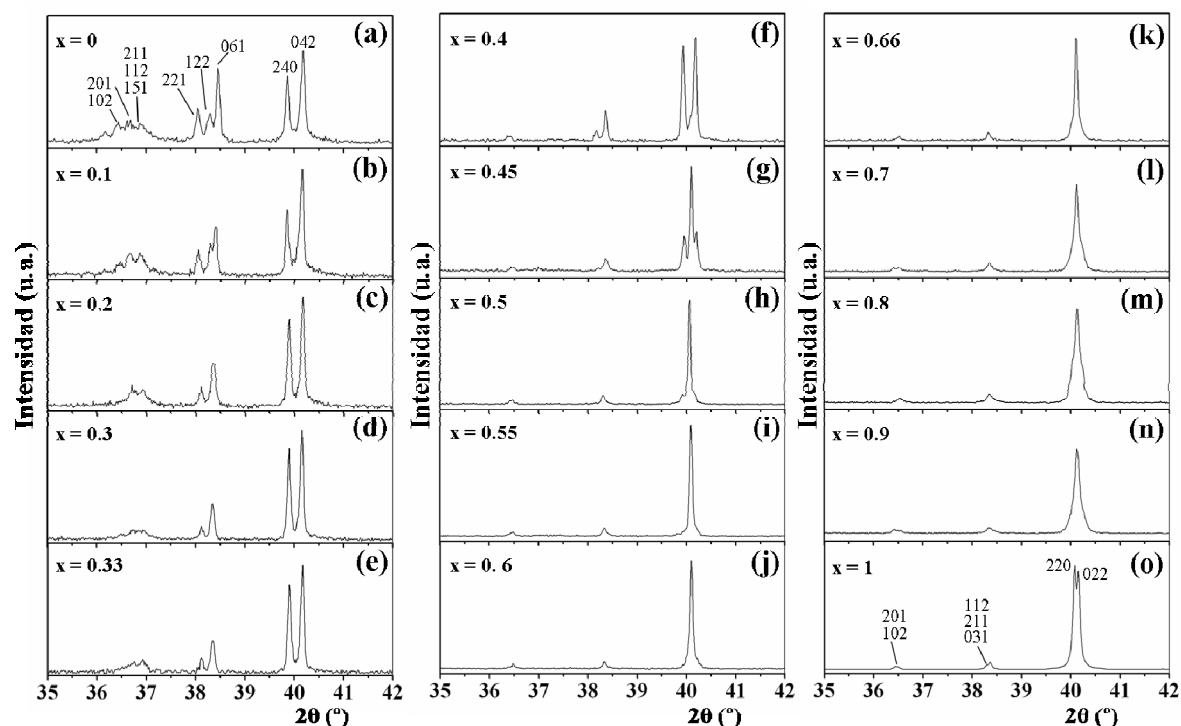 x = 0
(a)
211
112
151
201
102
221
122
061
240
042
x = 0.1
(b)
x = 0.2
(c)
x = 0.3
(d)
x = 0.33
(e)
Intensidad (u.a.)
35 36 37 38 39 40 41 42
2θ (º)
x = 0.4
(f)
x = 0.45
(g)
x = 0.5
(h)
x = 0.55
(i)
x = 0. 6
(j)
Intensidad (u.a.)
35 36 37 38 39 40 41 42
2θ (º)
x = 0.66
(k)
x = 0.7
(l)
x = 0.8
(m)
x = 0.9
(n)
x = 1
(o)
201
102
112
211
031
220
022
Intensidad (u.a.)
35 36 37 38 39 40 41 42
2θ (º)